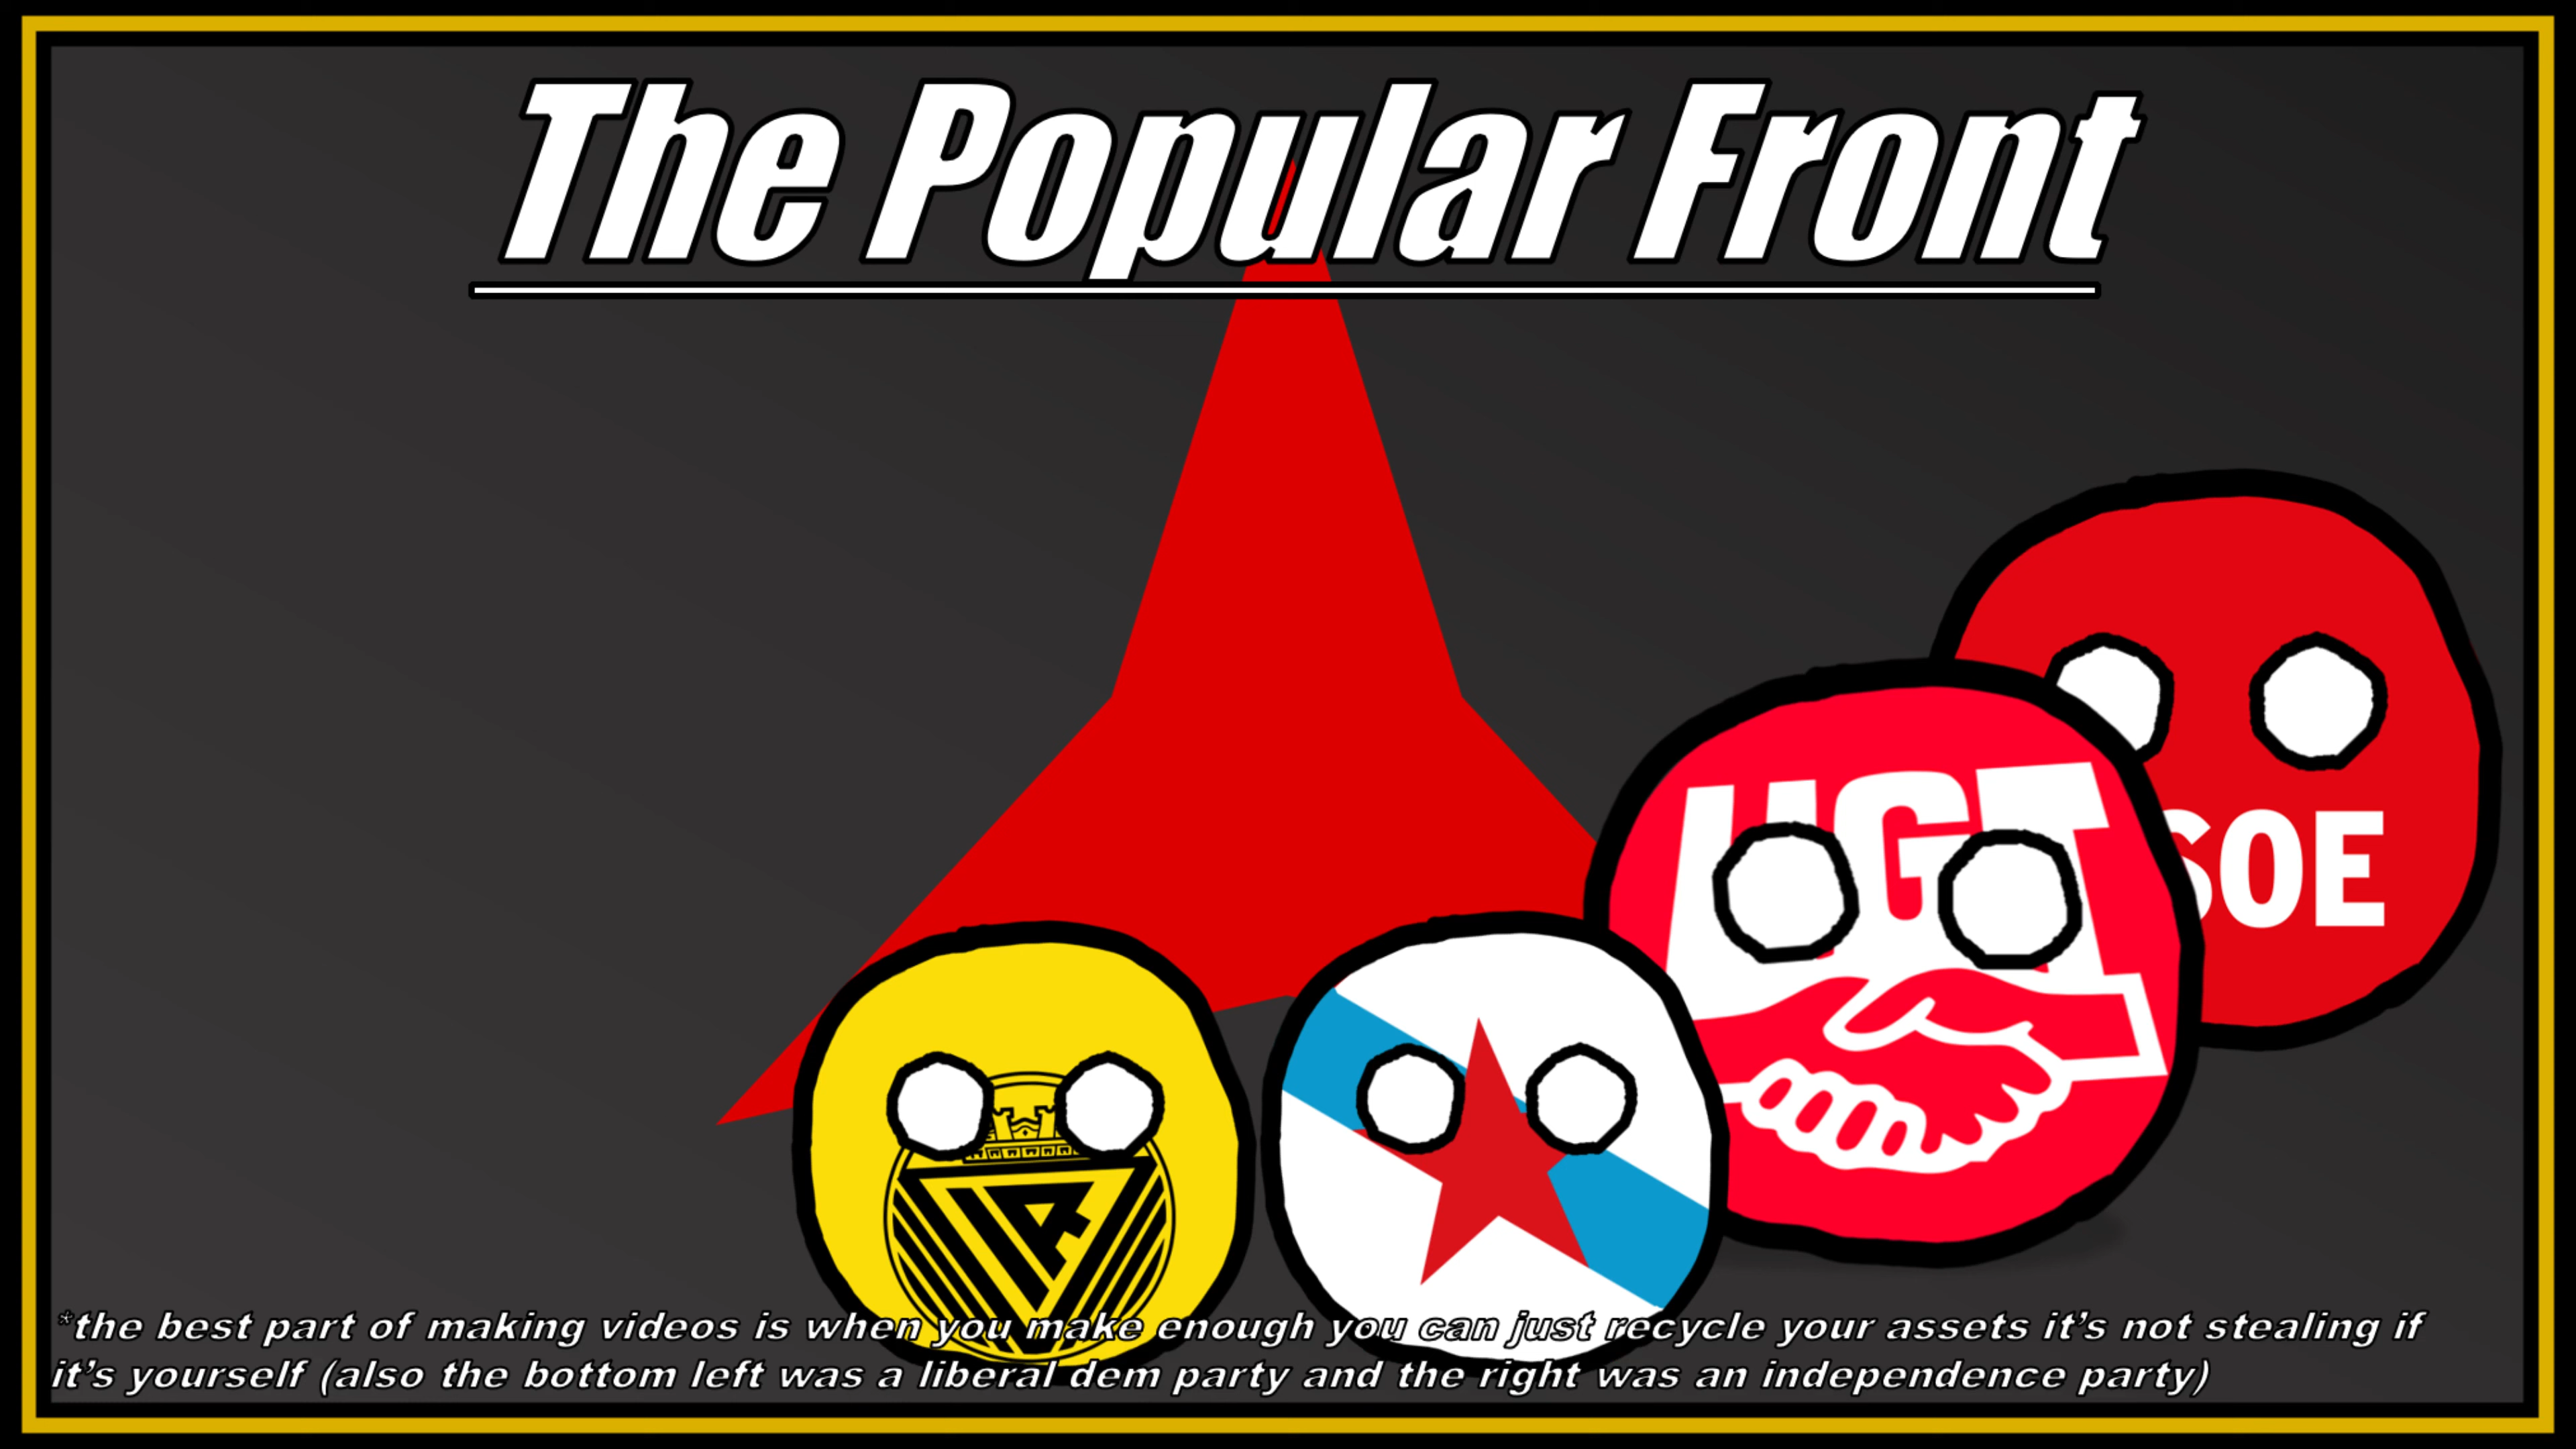 The Popular Front
UGT
SOE
*the best part of making videos is when you make enough you can just recycle your assets it’s not stealing if
it’s yourself (also the bottom left was a liberal dem party and the right was an independence party)